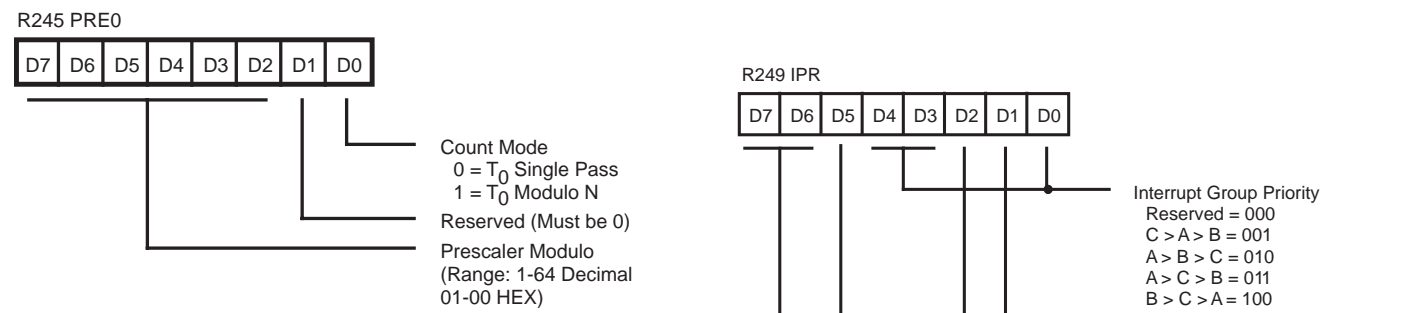 R245 PRE0
D7 D6 D5 D4 D3 D2 D1 D0
Count Mode
0 = T0 Single Pass
1 = T0 Modulo N
Reserved (Must be 0)
Prescaler Modulo
(Range: 1-64 Decimal
01-00 HEX)
R249 IPR
D7 D6 D5 D4 D3 D2 D1 D0
Interrupt Group Priority
Reserved = 000
C > A > B = 001
A > B > C = 010
A > C > B = 011
B > C > A = 100